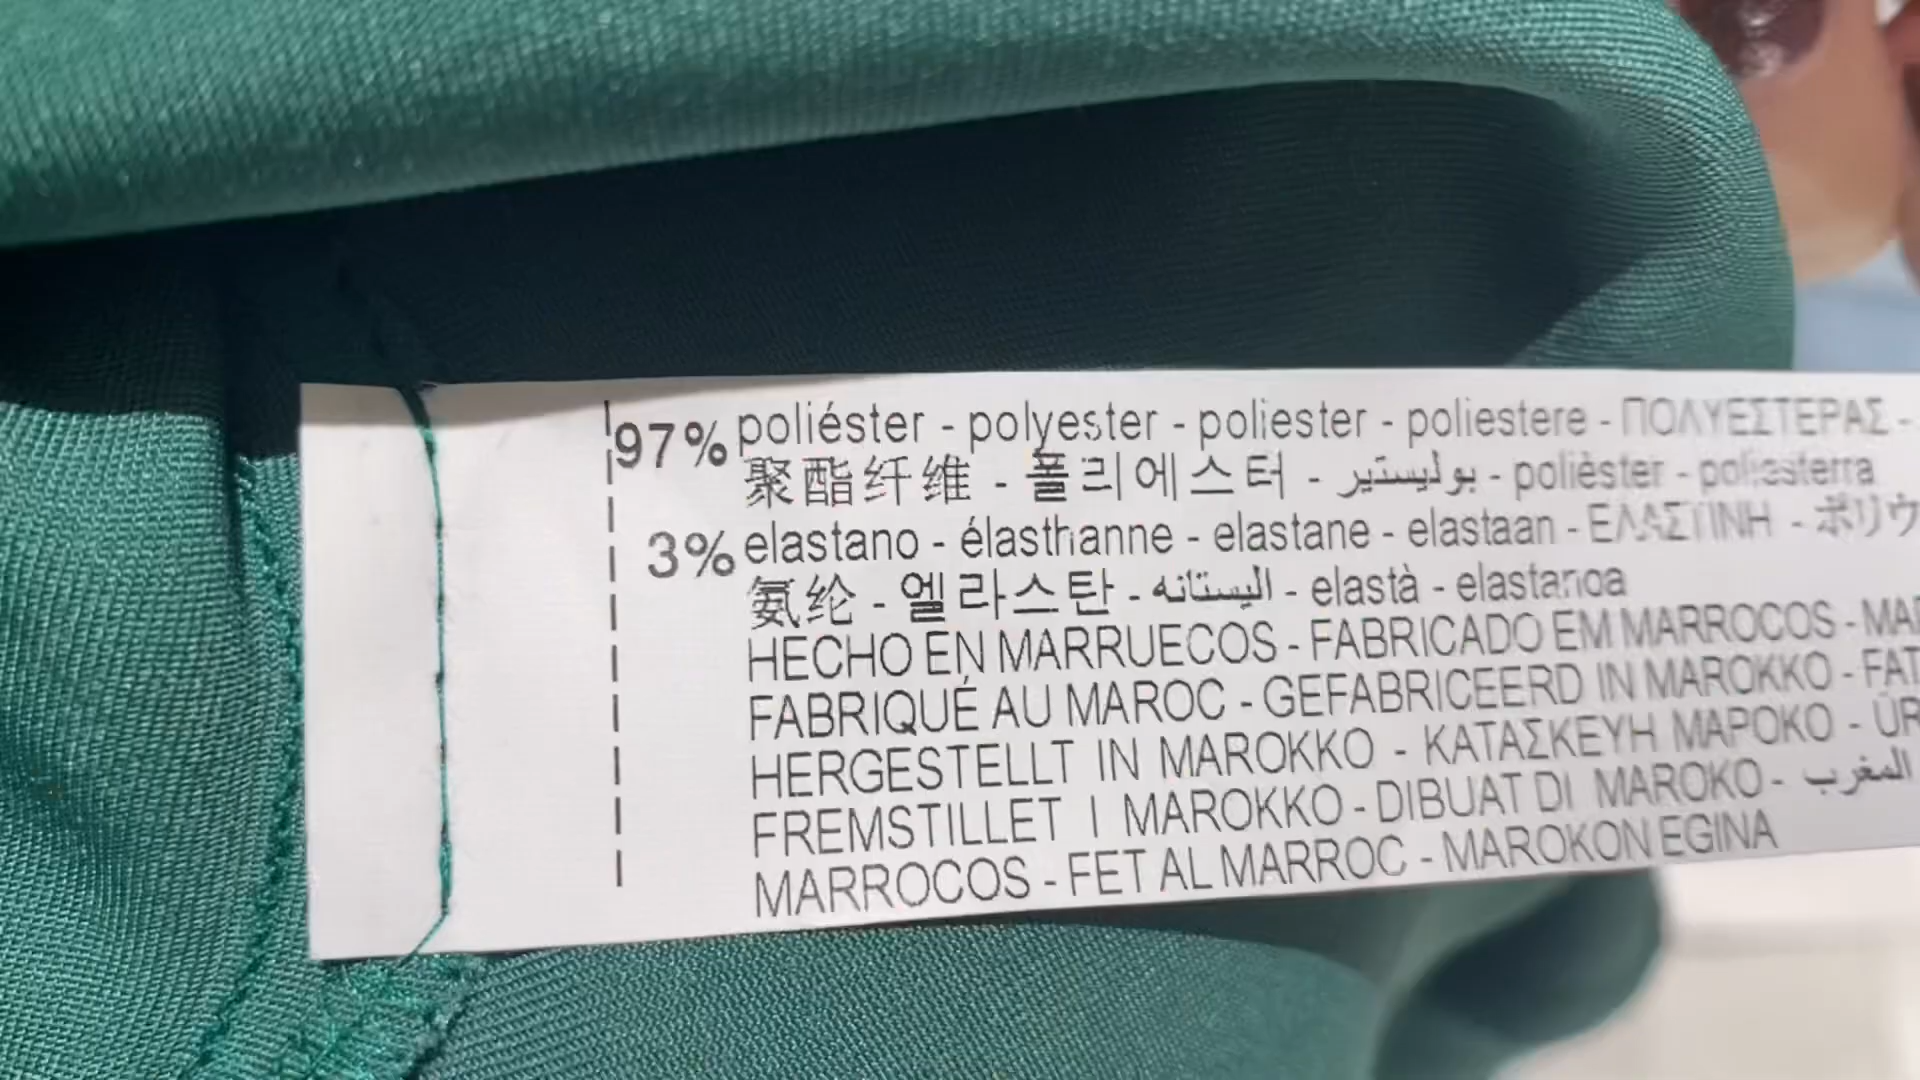 97% poliéster - polyester - poliester - poliestere - ΠΟΛΥΕΣΤΕΡΑΣ -
聚酯纤维 - 폴리에스터 - بوليستير - polièster - poliesterra
3% elastano - élasthanne - elastane - elastaan - ΕΛΑΣΤΙΝΗ - ポリウ
氨纶 - 엘라스탄 - اليستانه - elastà - elastanoa
HECHO EN MARRUECOS - FABRICADO EM MARROCOS -
FABRIQUÉ AU MAROC - GEFABRICEERD IN MAROKKO -
HERGESTELLT IN MAROKKO - ΚΑΤΑΣΚΕΥΗ ΜΑΡΟΚΟ -
FREMSTILLET I MAROKKO - DIBUAT DI MAROKO - المغرب
MARROCOS - FET AL MARROC - MAROKON EGINA